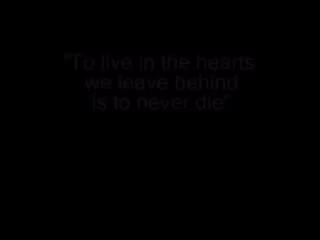 "To live in the hearts
we leave behind
is to never die"